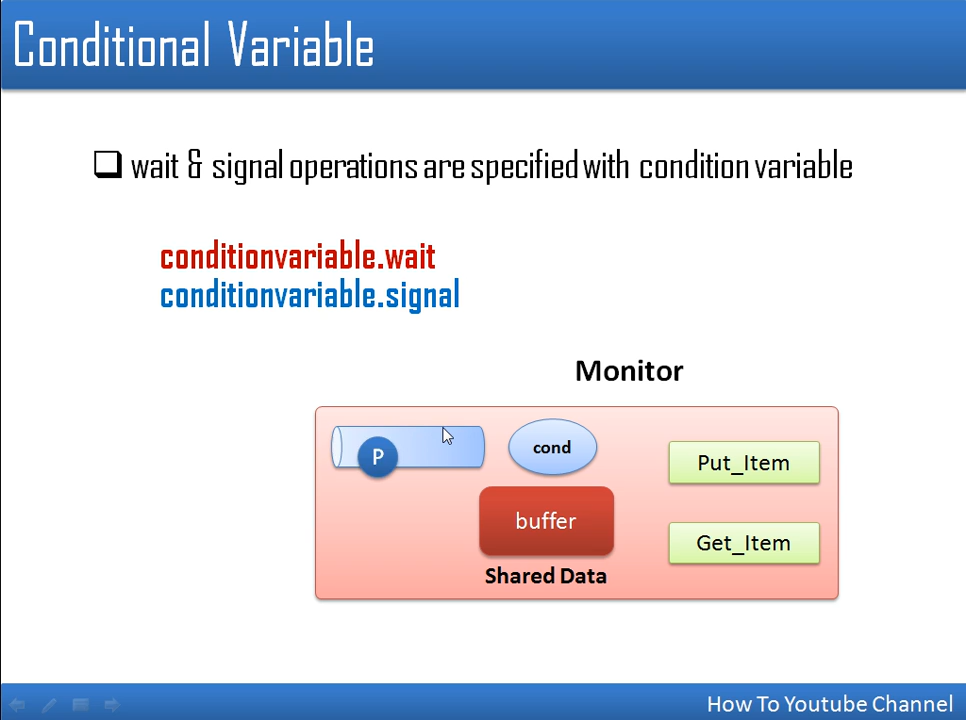 Conditional Variable
wait & signal operations are specified with condition variable
conditionvariable.wait
conditionvariable.signal
Monitor
P
cond
Put_Item
buffer
Get_Item
Shared Data
How To Youtube Channel